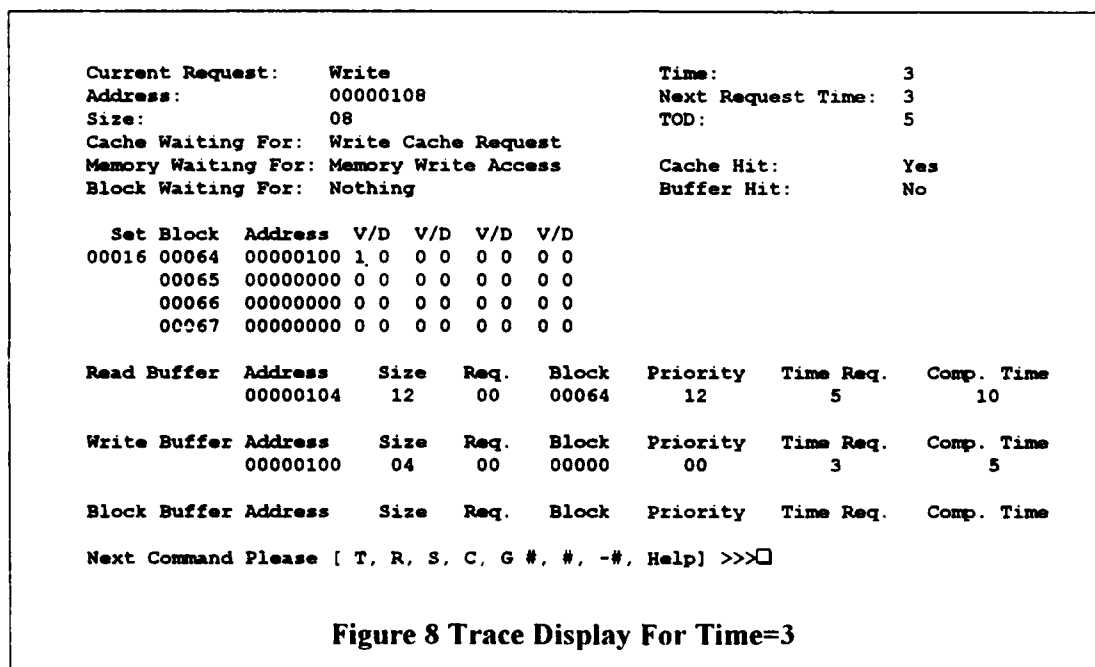 Current Request: Write Time: 3
Address: 00000108 Next Request Time: 3
Size: 08 TOD: 5
Cache Waiting For: Write Cache Request
Memory Waiting For: Memory Write Access Cache Hit: Yes
Block Waiting For: Nothing Buffer Hit: No
Set Block Address V/D V/D V/D V/D
00016 00064 00000100 1 0 0 0 0 0 0 0
00065 00000000 0 0 0 0 0 0 0 0
00066 00000000 0 0 0 0 0 0 0 0
00067 00000000 0 0 0 0 0 0 0 0
Read Buffer Address Size Req. Block Priority Time Req. Comp. Time
00000104 12 00 00064 12 5 10
Write Buffer Address Size Req. Block Priority Time Req. Comp. Time
00000100 04 00 00000 00 3 5
Block Buffer Address Size Req. Block Priority Time Req. Comp. Time
Next Command Please [ T, R, S, C, G #, #, -#, Help] >>>
Figure 8 Trace Display For Time=3